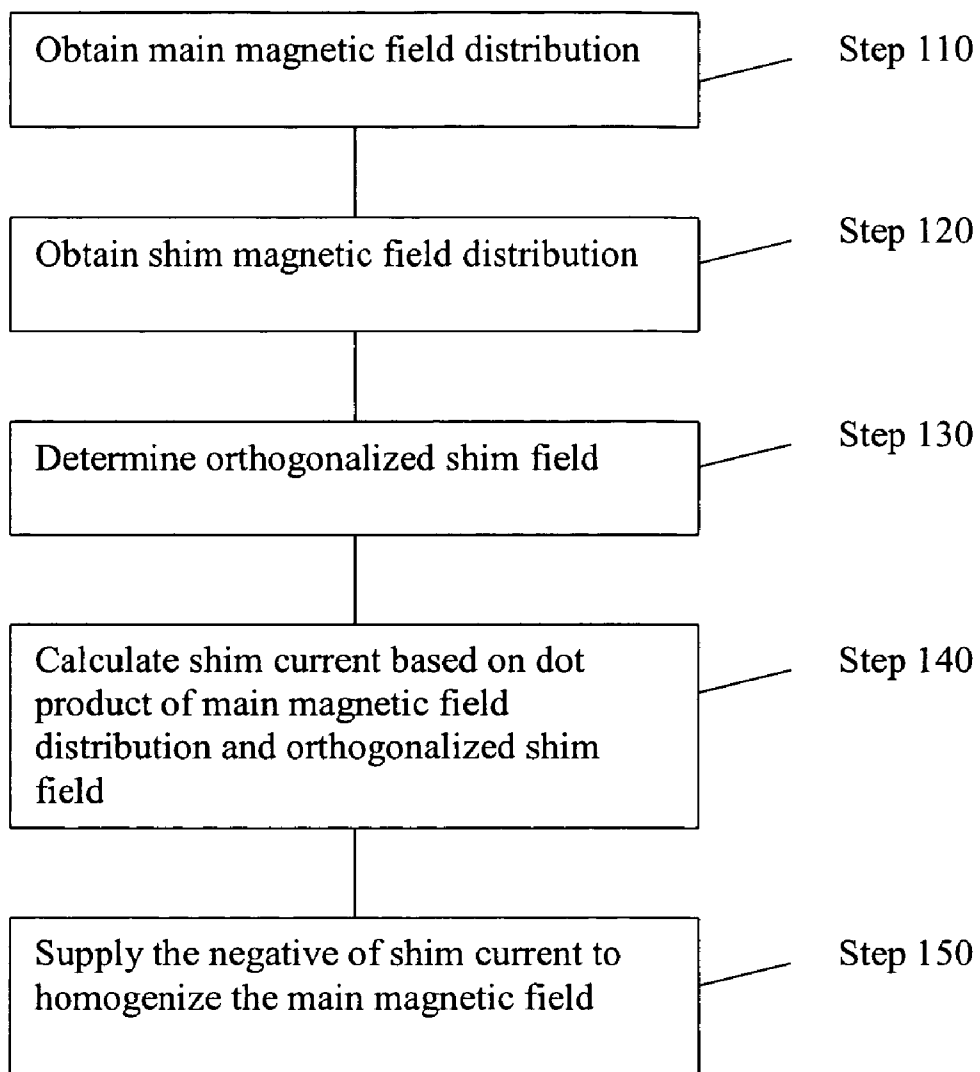 Obtain main magnetic field distribution
Step 110
Obtain shim magnetic field distribution
Step 120
Determine orthogonalized shim field
Step 130
Calculate shim current based on dot
product of main magnetic field
distribution and orthogonalized shim
field
Step 140
Supply the negative of shim current to
homogenize the main magnetic field
Step 150